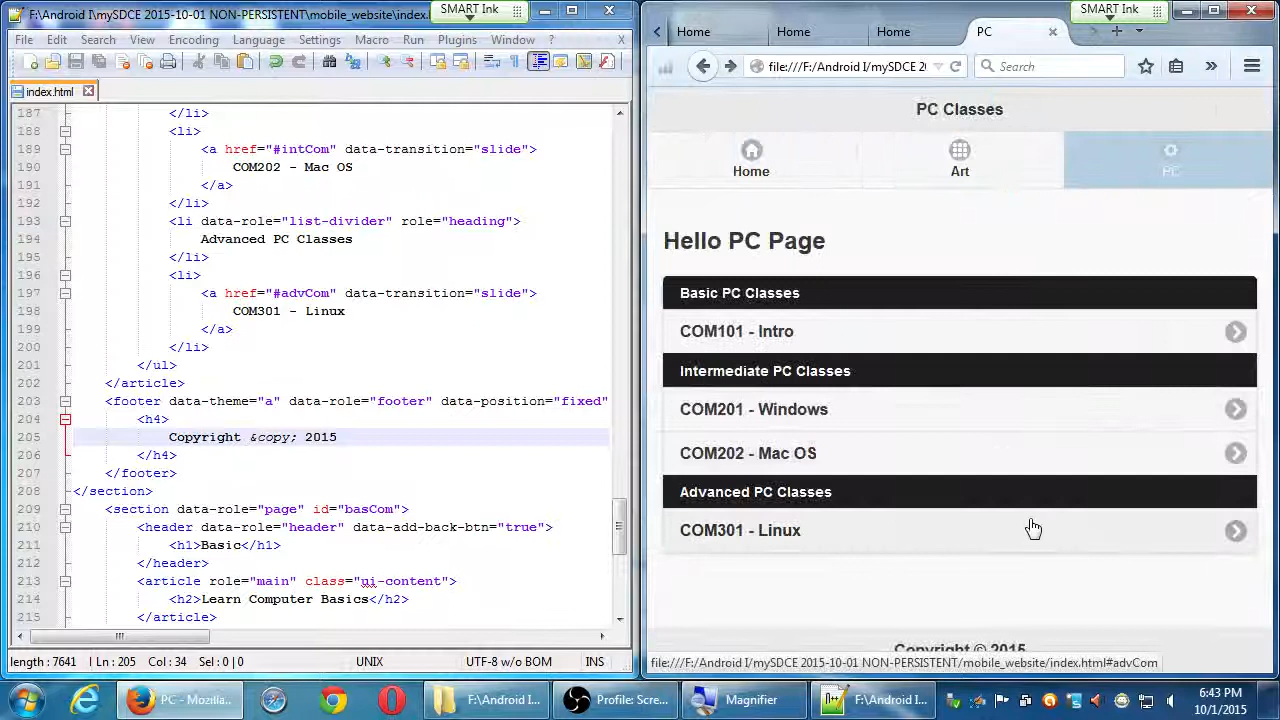 F:\Android I\mySDCE 2015-10-01 NON-PERSISTENT\mobile_website\index.h
SMART Ink
File Edit Search View Encoding Language Settings Macro Run Plugins Window ? X
index.html
187 </li>
188 <li>
189 <a href="#intCom" data-transition="slide">
190 COM202 - Mac OS
191 </a>
192 </li>
193 <li data-role="list-divider" role="heading">
194 Advanced PC Classes
195 </li>
196 <li>
197 <a href="#advCom" data-transition="slide">
198 COM301 - Linux
199 </a>
200 </li>
201 </ul>
202 </article>
203 <footer data-theme="a" data-role="footer" data-position="fixed"
204 <h4>
205 Copyright &copy; 2015
206 </h4>
207 </footer>
208 </section>
209 <section data-role="page" id="basCom">
210 <header data-role="header" data-add-back-btn="true">
211 <h1>Basic</h1>
212 </header>
213 <article role="main" class="ui-content">
214 <h2>Learn Computer Basics</h2>
215 </article>
length : 7641 Ln : 205 Col : 34 Sel : 0 | 0 UNIX UTF-8 w/o BOM INS
SMART Ink
Home Home Home PC
file:///F:/Android I/mySDCE 2 Search
PC Classes
Home Art PC
Hello PC Page
Basic PC Classes
COM101 - Intro
Intermediate PC Classes
COM201 - Windows
COM202 - Mac OS
Advanced PC Classes
COM301 - Linux
Copyright © 2015
file:///F:/Android I/mySDCE 2015-10-01 NON-PERSISTENT/mobile_website/index.html#advCom
PC - Mozilla... F:\Android I... Profile: Scre... Magnifier F:\Android I...
6:43 PM
10/1/2015